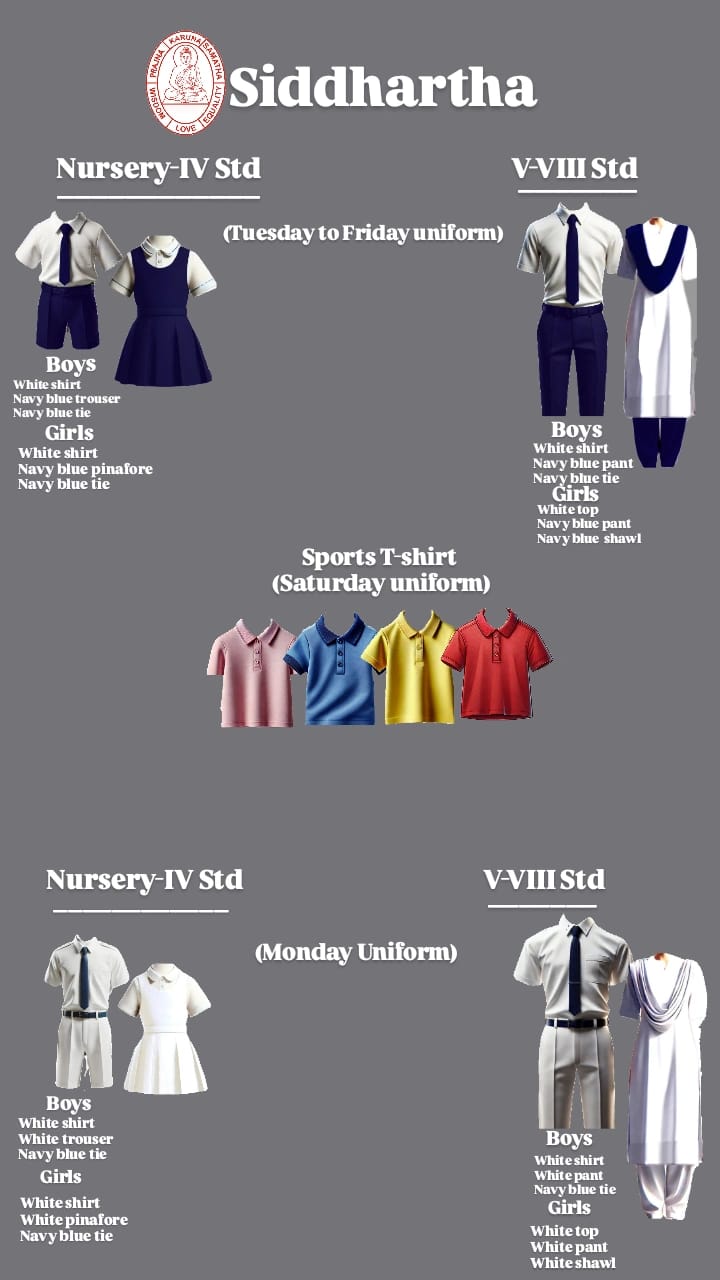 PRAJNA KARUNA SAMATHA
WISDOM LOVE EQUALITY
Siddhartha
Nursery-IV Std
V-VIII Std
(Tuesday to Friday uniform)
Boys
White shirt
Navy blue trouser
Navy blue tie
Girls
White shirt
Navy blue pinafore
Navy blue tie
Boys
White shirt
Navy blue pant
Navy blue tie
Girls
White top
Navy blue pant
Navy blue shawl
Sports T-shirt
(Saturday uniform)
Nursery-IV Std
V-VIII Std
(Monday Uniform)
Boys
White shirt
White trouser
Navy blue tie
Girls
White shirt
White pinafore
Navy blue tie
Boys
White shirt
White pant
Navy blue tie
Girls
White top
White pant
White shawl